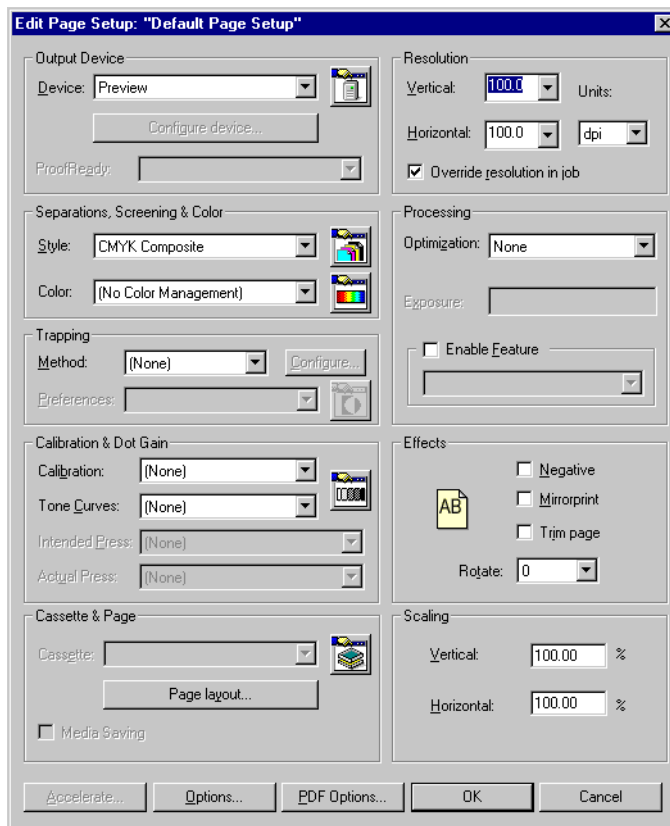 Edit Page Setup: "Default Page Setup"
Output Device
Device: Preview
Configure device...
ProofReady:
Separations, Screening & Color
Style: CMYK Composite
Color: (No Color Management)
Trapping
Method: (None) Configure...
Preferences:
Calibration & Dot Gain
Calibration: (None)
Tone Curves: (None)
Intended Press: (None)
Actual Press: (None)
Cassette & Page
Cassette:
Page layout...
Media Saving
Resolution
Vertical: 100.0 Units:
Horizontal: 100.0 dpi
Override resolution in job
Processing
Optimization: None
Exposure:
Enable Feature
Effects
AB
Negative
Mirrorprint
Trim page
Rotate: 0
Scaling
Vertical: 100.00 %
Horizontal: 100.00 %
Accelerate... Options... PDF Options... OK Cancel